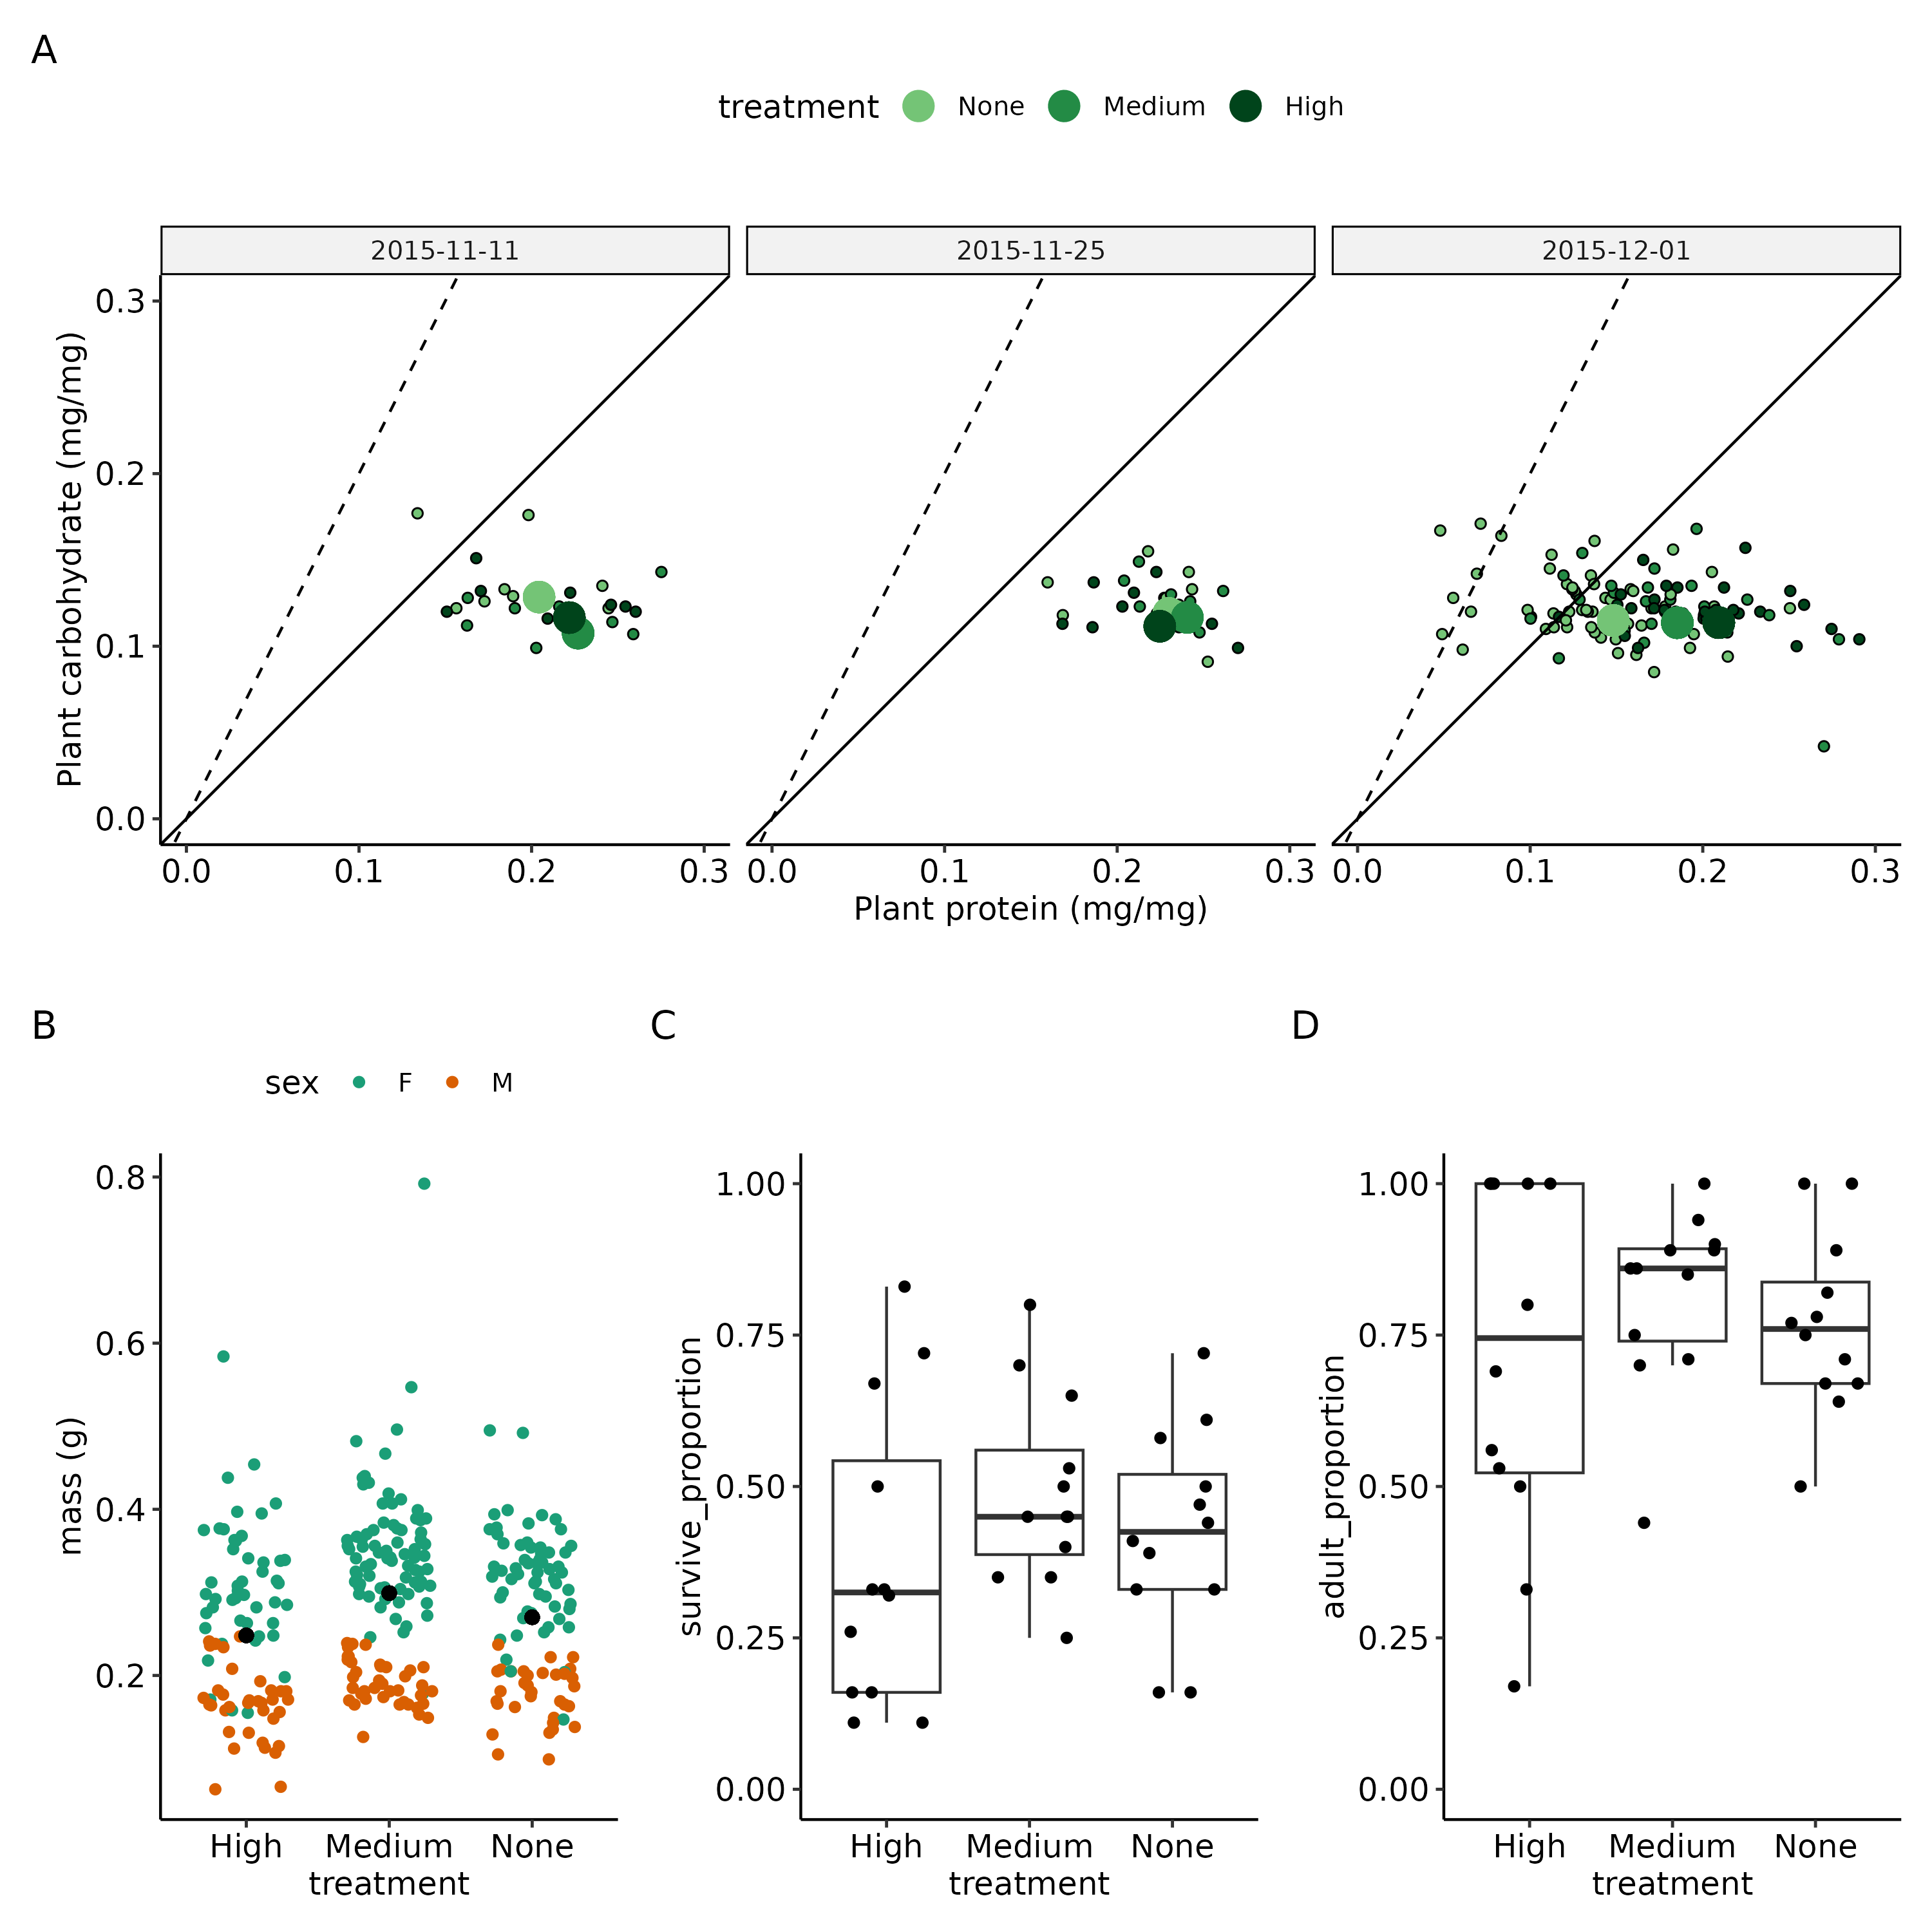 A
treatment None Medium High
2015-11-11 2015-11-25 2015-12-01
Plant carbohydrate (mg/mg)
0.3
0.2
0.1
0.0
0.0 0.1 0.2 0.3 0.0 0.1 0.2 0.3 0.0 0.1 0.2 0.3
Plant protein (mg/mg)
B
sex F M
mass (g)
0.8
0.6
0.4
0.2
High Medium None
treatment
C
survive_proportion
1.00
0.75
0.50
0.25
0.00
High Medium None
treatment
D
adult_proportion
1.00
0.75
0.50
0.25
0.00
High Medium None
treatment